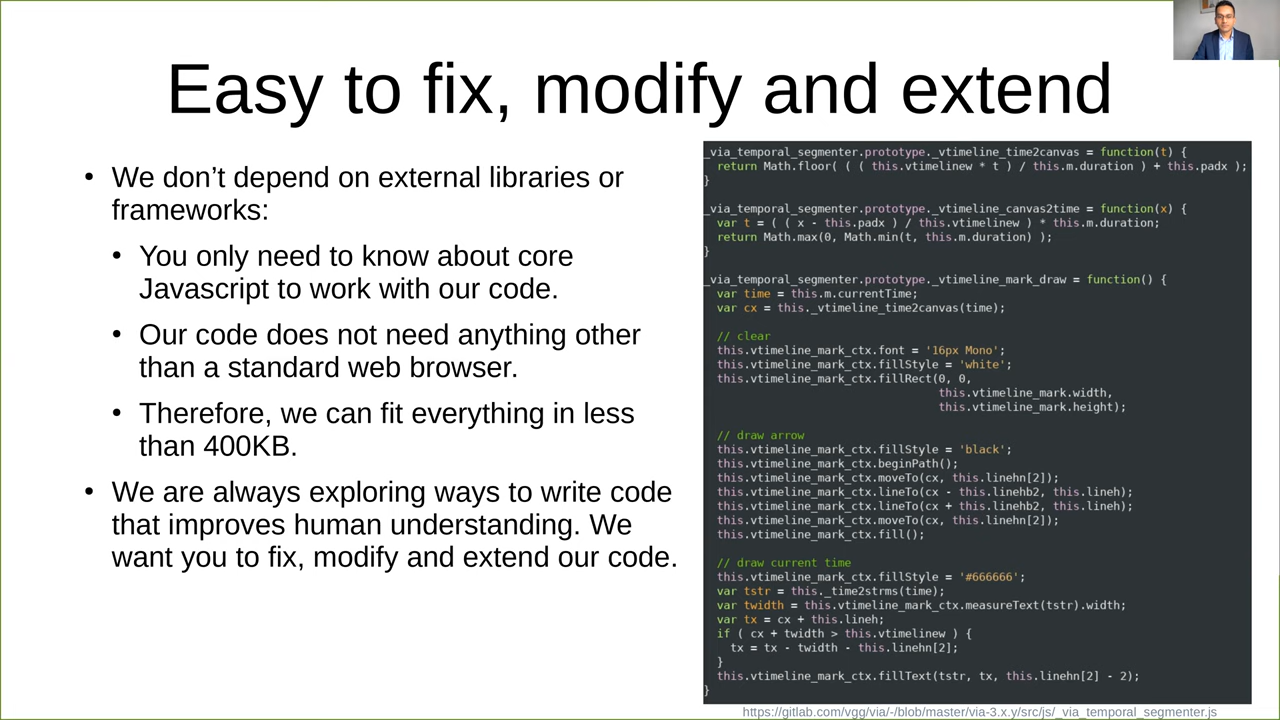 Easy to fix, modify and extend
• We don’t depend on external libraries or
frameworks:
• You only need to know about core
Javascript to work with our code.
• Our code does not need anything other
than a standard web browser.
• Therefore, we can fit everything in less
than 400KB.
• We are always exploring ways to write code
that improves human understanding. We
want you to fix, modify and extend our code.
_via_temporal_segmenter.prototype._vtimeline_time2canvas = function(t) {
  return Math.floor( ( ( this.vtimelinew * t ) / this.m.duration ) + this.padx );
}
_via_temporal_segmenter.prototype._vtimeline_canvas2time = function(x) {
  var t = ( ( x - this.padx ) / this.vtimelinew ) * this.m.duration;
  return Math.max(0, Math.min(t, this.m.duration) );
}
_via_temporal_segmenter.prototype._vtimeline_mark_draw = function() {
  var time = this.m.currentTime;
  var cx = this._vtimeline_time2canvas(time);
  // clear
  this.vtimeline_mark_ctx.font = '16px Mono';
  this.vtimeline_mark_ctx.fillStyle = 'white';
  this.vtimeline_mark_ctx.fillRect(0, 0,
                                   this.vtimeline_mark.width,
                                   this.vtimeline_mark.height);
  // draw arrow
  this.vtimeline_mark_ctx.fillStyle = 'black';
  this.vtimeline_mark_ctx.beginPath();
  this.vtimeline_mark_ctx.moveTo(cx, this.linehn[2]);
  this.vtimeline_mark_ctx.lineTo(cx - this.linehb2, this.lineh);
  this.vtimeline_mark_ctx.lineTo(cx + this.linehb2, this.lineh);
  this.vtimeline_mark_ctx.moveTo(cx, this.linehn[2]);
  this.vtimeline_mark_ctx.fill();
  // draw current time
  this.vtimeline_mark_ctx.fillStyle = '#666666';
  var tstr = this._time2strms(time);
  var twidth = this.vtimeline_mark_ctx.measureText(tstr).width;
  var tx = cx + this.lineh;
  if ( cx + twidth > this.vtimelinew ) {
    tx = tx - twidth - this.linehn[2];
  }
  this.vtimeline_mark_ctx.fillText(tstr, tx, this.linehn[2] - 2);
}
https://gitlab.com/vgg/via/-/blob/master/via-3.x.y/src/js/_via_temporal_segmenter.js